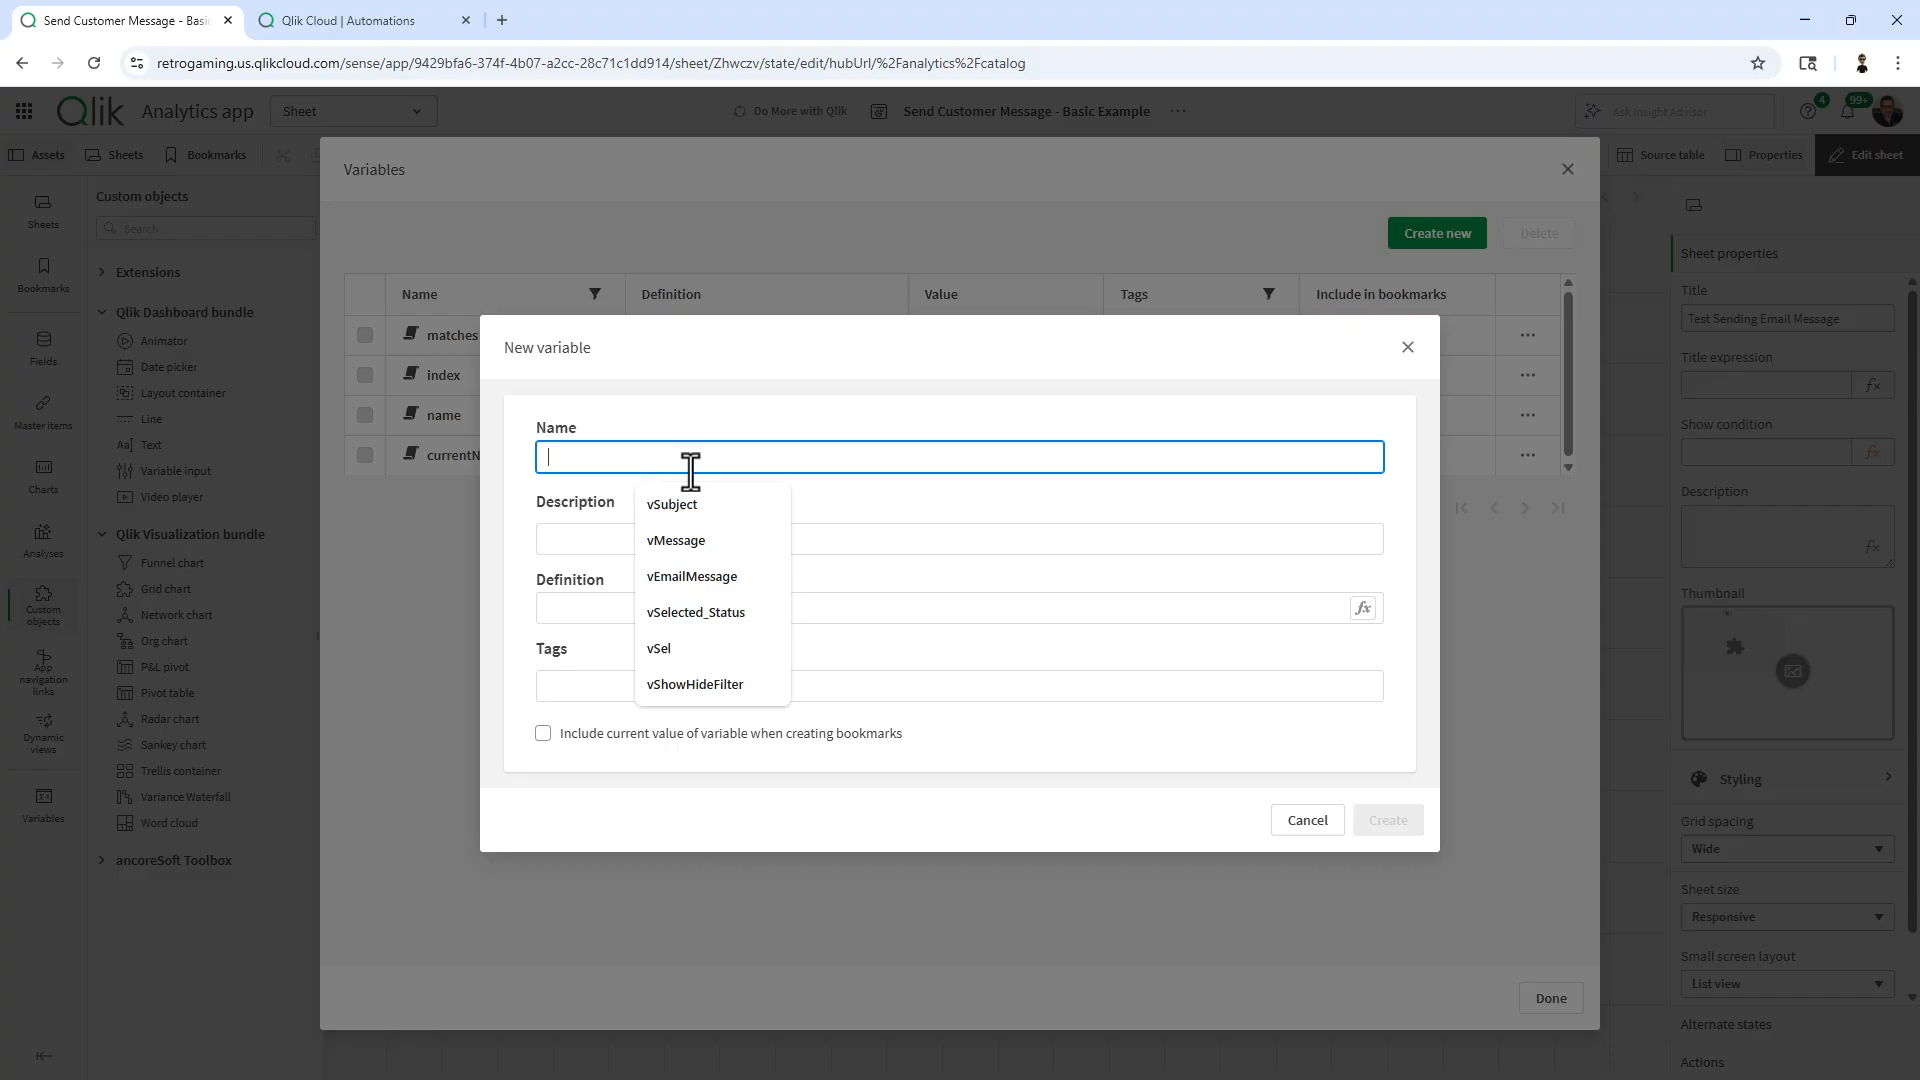 Send Customer Message - Basic
Qlik Cloud | Automations
retrogaming.us.qlikcloud.com/sense/app/9429bfa6-374f-4b07-a2cc-28c71c1dd914/sheet/Zhwczv/state/edit/hubUrl/%2Fanalytics%2Fcatalog
Qlik
Analytics app
Sheet
Do More with Qlik
Send Customer Message - Basic Example
Ask Insight Advisor
4
99+
Assets
Sheets
Bookmarks
Source table
Properties
Edit sheet
Sheets
Bookmarks
Fields
Master items
Charts
Analyses
Custom
objects
App
navigation
links
Dynamic
views
Variables
Custom objects
Search
Extensions
Qlik Dashboard bundle
Animator
Date picker
Layout container
Line
Text
Variable input
Video player
Qlik Visualization bundle
Funnel chart
Grid chart
Network chart
Org chart
P&L pivot
Pivot table
Radar chart
Sankey chart
Trellis container
Variance Waterfall
Word cloud
ancoreSoft Toolbox
Variables
Create new
Delete
Name
Definition
Value
Tags
Include in bookmarks
matches
index
name
currentN
New variable
Name
Description
Definition
fx
Tags
vSubject
vMessage
vEmailMessage
vSelected_Status
vSel
vShowHideFilter
Include current value of variable when creating bookmarks
Cancel
Create
Done
Sheet properties
Title
Test Sending Email Message
Title expression
fx
Show condition
fx
Description
fx
Thumbnail
Styling
Grid spacing
Wide
Sheet size
Responsive
Small screen layout
List view
Alternate states
Actions